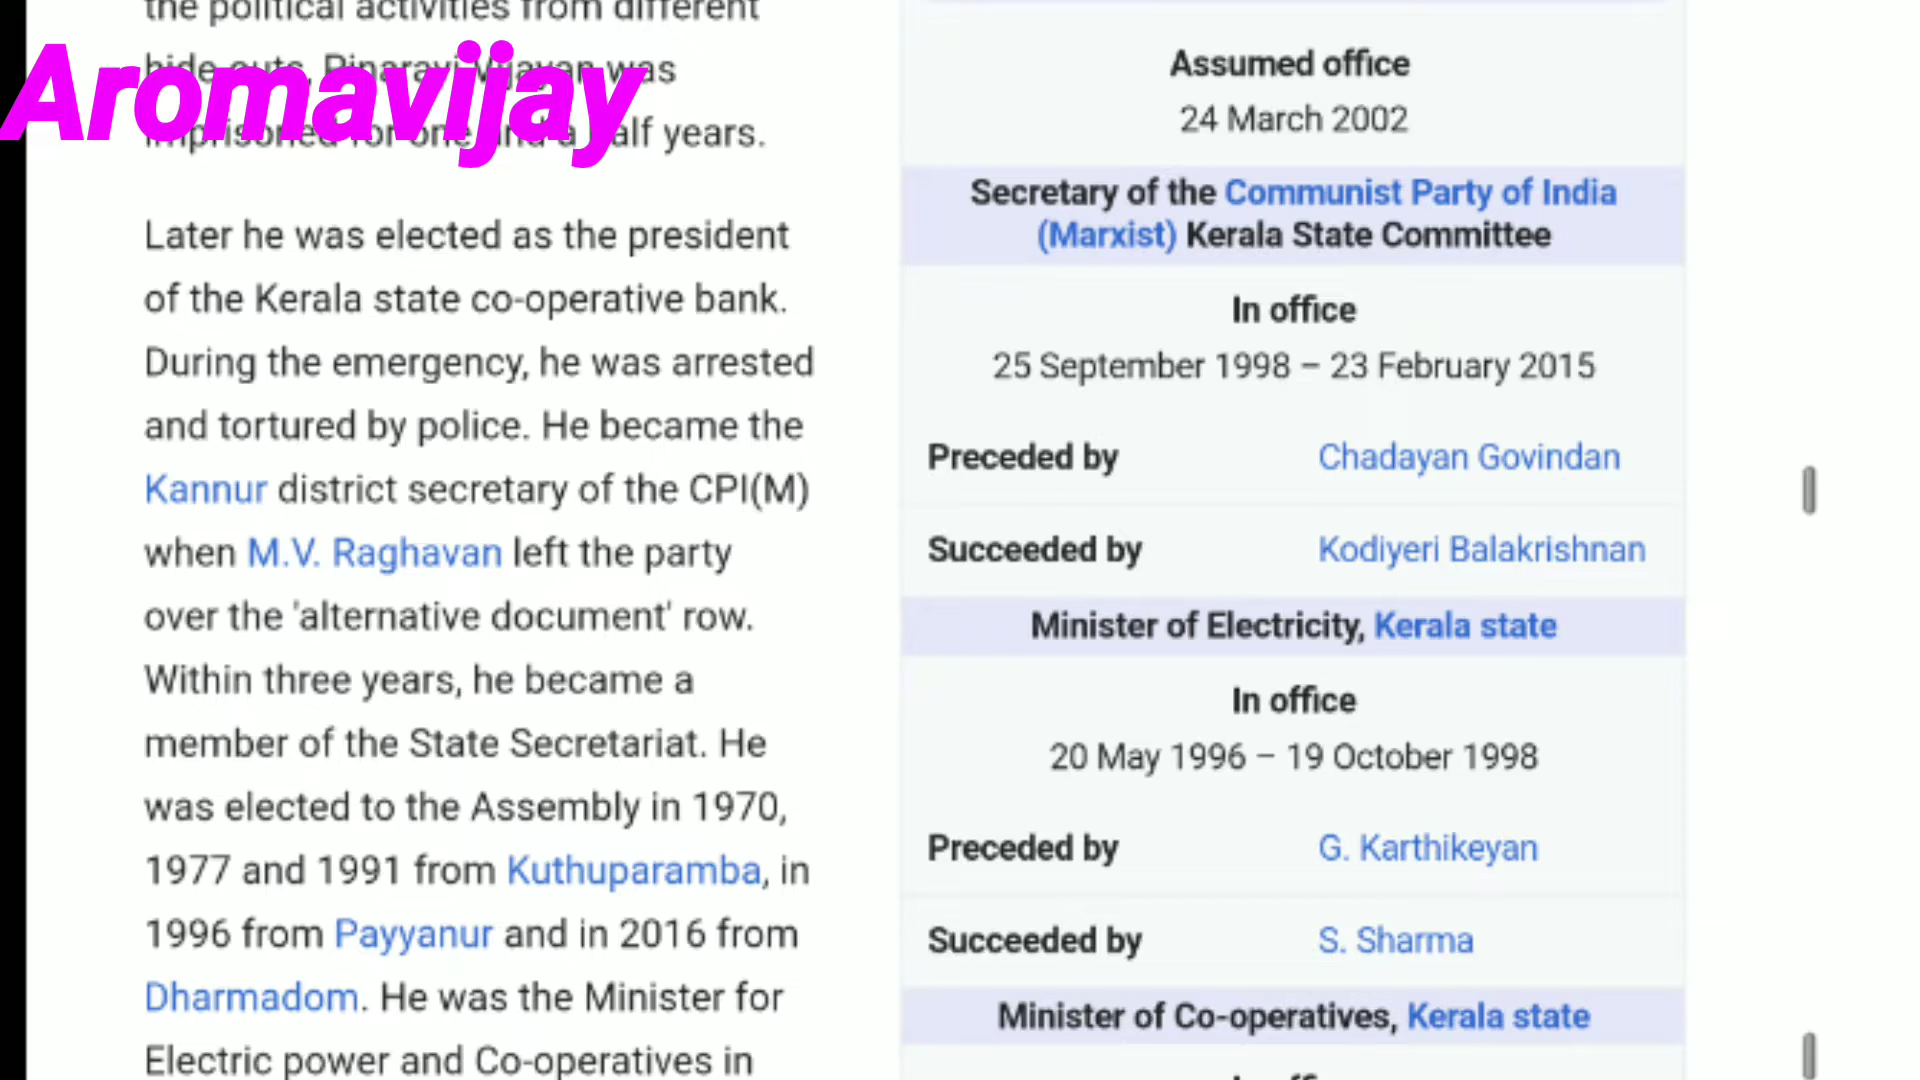 the political activities from different
hide outs, Pinarayi Vijayan was
imprisoned for one and a half years.
Aromavijay
Later he was elected as the president
of the Kerala state co-operative bank.
During the emergency, he was arrested
and tortured by police. He became the
Kannur district secretary of the CPI(M)
when M.V. Raghavan left the party
over the 'alternative document' row.
Within three years, he became a
member of the State Secretariat. He
was elected to the Assembly in 1970,
1977 and 1991 from Kuthuparamba, in
1996 from Payyanur and in 2016 from
Dharmadom. He was the Minister for
Electric power and Co-operatives in
Assumed office
24 March 2002
Secretary of the Communist Party of India
(Marxist) Kerala State Committee
In office
25 September 1998 – 23 February 2015
Preceded by Chadayan Govindan
Succeeded by Kodiyeri Balakrishnan
Minister of Electricity, Kerala state
In office
20 May 1996 – 19 October 1998
Preceded by G. Karthikeyan
Succeeded by S. Sharma
Minister of Co-operatives, Kerala state